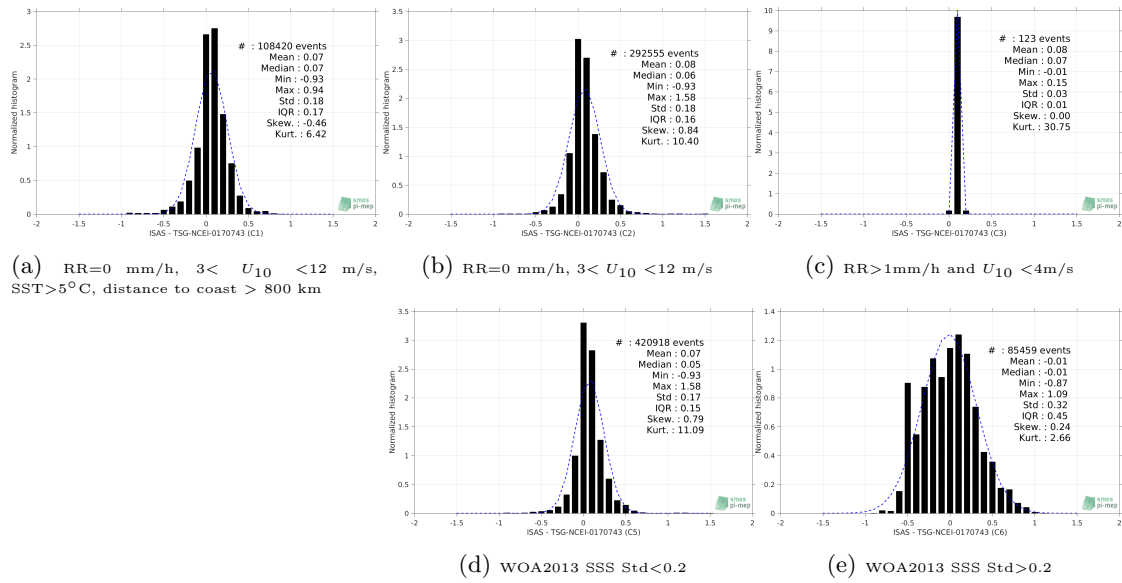 3
2.5
2
1.5
1
0.5
0
Normalized histogram
# : 108420 events
Mean : 0.07
Median : 0.07
Min : -0.93
Max : 0.94
Std : 0.18
IQR : 0.17
Skew. : -0.46
Kurt. : 6.42
smos
pi-mep
-2 -1.5 -1 -0.5 0 0.5 1 1.5 2
ISAS - TSG-NCEI-0170743 (C1)
(a) RR=0 mm/h, 3< U10 <12 m/s,
SST>5°C, distance to coast > 800 km
3.5
3
2.5
2
1.5
1
0.5
0
Normalized histogram
# : 292555 events
Mean : 0.08
Median : 0.06
Min : -0.93
Max : 1.58
Std : 0.18
IQR : 0.16
Skew. : 0.84
Kurt. : 10.40
smos
pi-mep
-2 -1.5 -1 -0.5 0 0.5 1 1.5 2
ISAS - TSG-NCEI-0170743 (C2)
(b) RR=0 mm/h, 3< U10 <12 m/s
10
9
8
7
6
5
4
3
2
1
0
Normalized histogram
# : 123 events
Mean : 0.08
Median : 0.07
Min : -0.01
Max : 0.15
Std : 0.03
IQR : 0.01
Skew. : 0.00
Kurt. : 30.75
smos
pi-mep
-2 -1.5 -1 -0.5 0 0.5 1 1.5 2
ISAS - TSG-NCEI-0170743 (C3)
(c) RR>1mm/h and U10 <4m/s
3.5
3
2.5
2
1.5
1
0.5
0
Normalized histogram
# : 420918 events
Mean : 0.07
Median : 0.05
Min : -0.93
Max : 1.58
Std : 0.17
IQR : 0.15
Skew. : 0.79
Kurt. : 11.09
smos
pi-mep
-2 -1.5 -1 -0.5 0 0.5 1 1.5 2
ISAS - TSG-NCEI-0170743 (C5)
(d) WOA2013 SSS Std<0.2
1.4
1.2
1
0.8
0.6
0.4
0.2
0
Normalized histogram
# : 85459 events
Mean : -0.01
Median : -0.01
Min : -0.87
Max : 1.09
Std : 0.32
IQR : 0.45
Skew. : 0.24
Kurt. : 2.66
smos
pi-mep
-2 -1.5 -1 -0.5 0 0.5 1 1.5 2
ISAS - TSG-NCEI-0170743 (C6)
(e) WOA2013 SSS Std>0.2